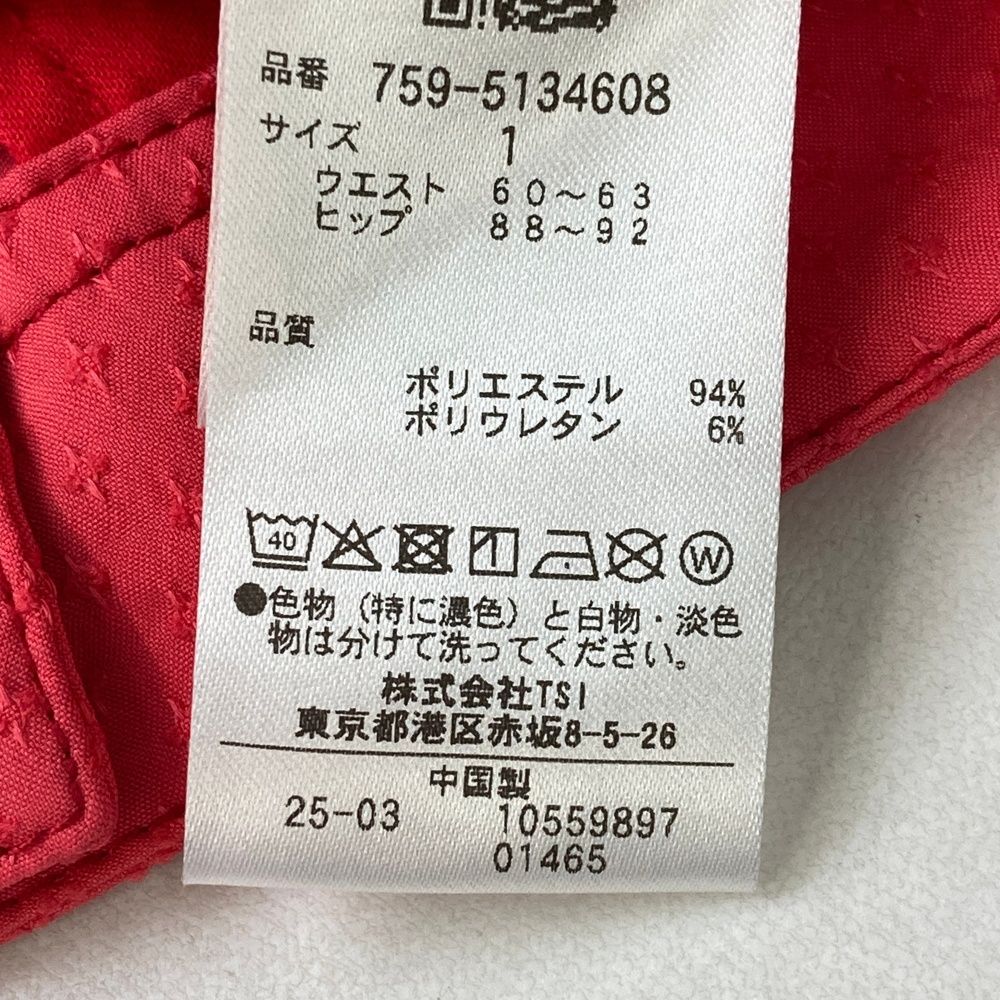 品番 759-5134608
サイズ 1
ウエスト 60～63
ヒップ 88～92
品質
ポリエステル 94%
ポリウレタン 6%
40 W
●色物（特に濃色）と白物・淡色
物は分けて洗ってください。
株式会社TSI
東京都港区赤坂8-5-26
中国製
25-03 10559897
01465